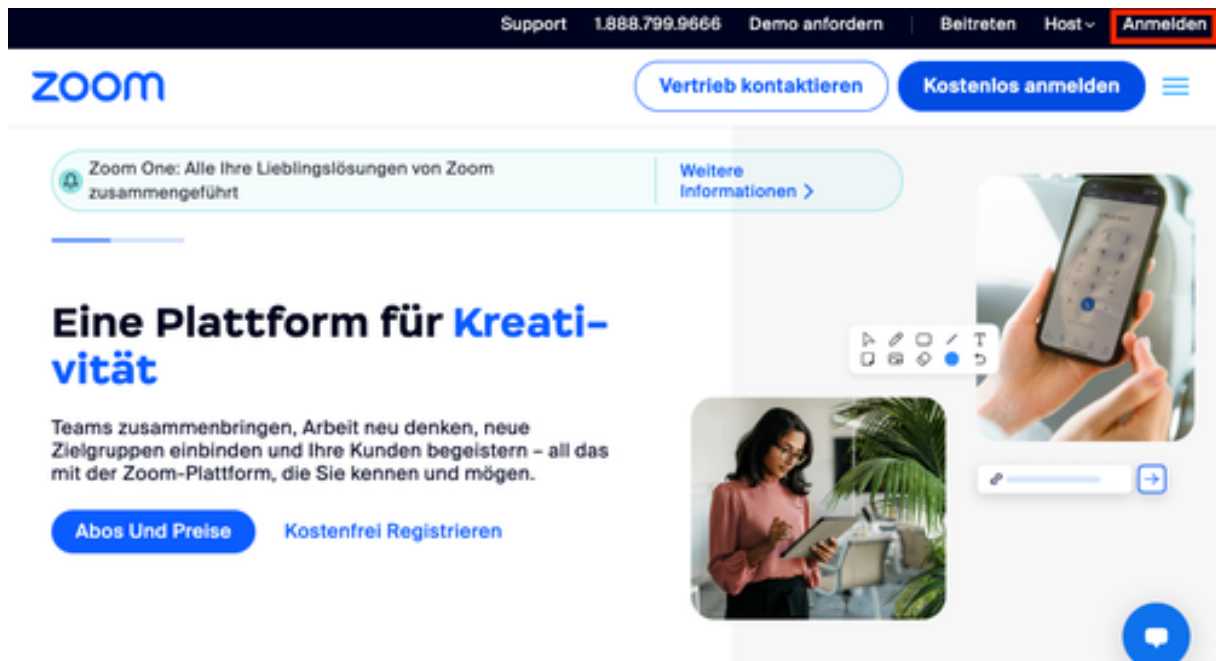 Support 1.888.799.9666 Demo anfordern Beitreten Host Anmelden
zoom Vertrieb kontaktieren Kostenlos anmelden
Zoom One: Alle Ihre Lieblingslösungen von Zoom
zusammengeführt
Weitere
Informationen
Eine Plattform für Kreati-
vität
Teams zusammenbringen, Arbeit neu denken, neue
Zielgruppen einbinden und Ihre Kunden begeistern – all das
mit der Zoom-Plattform, die Sie kennen und mögen.
Abos Und Preise Kostenfrei Registrieren